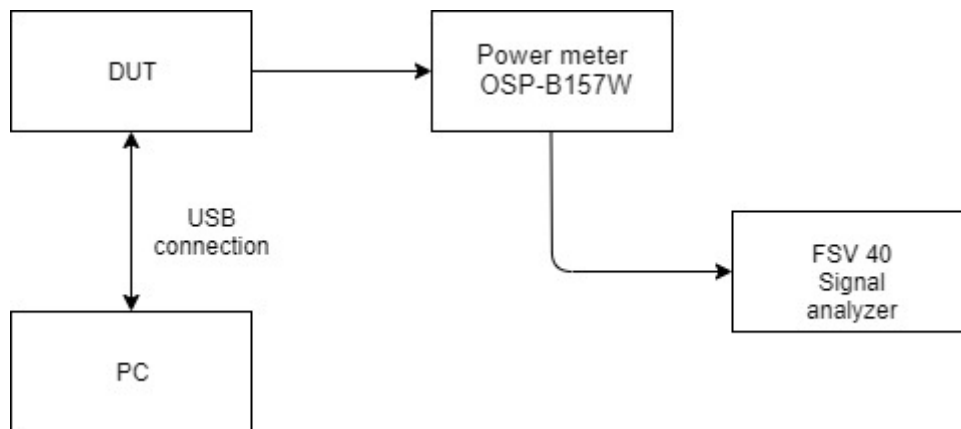 DUT
Power meter
OSP-B157W
USB
connection
FSV 40
Signal
analyzer
PC